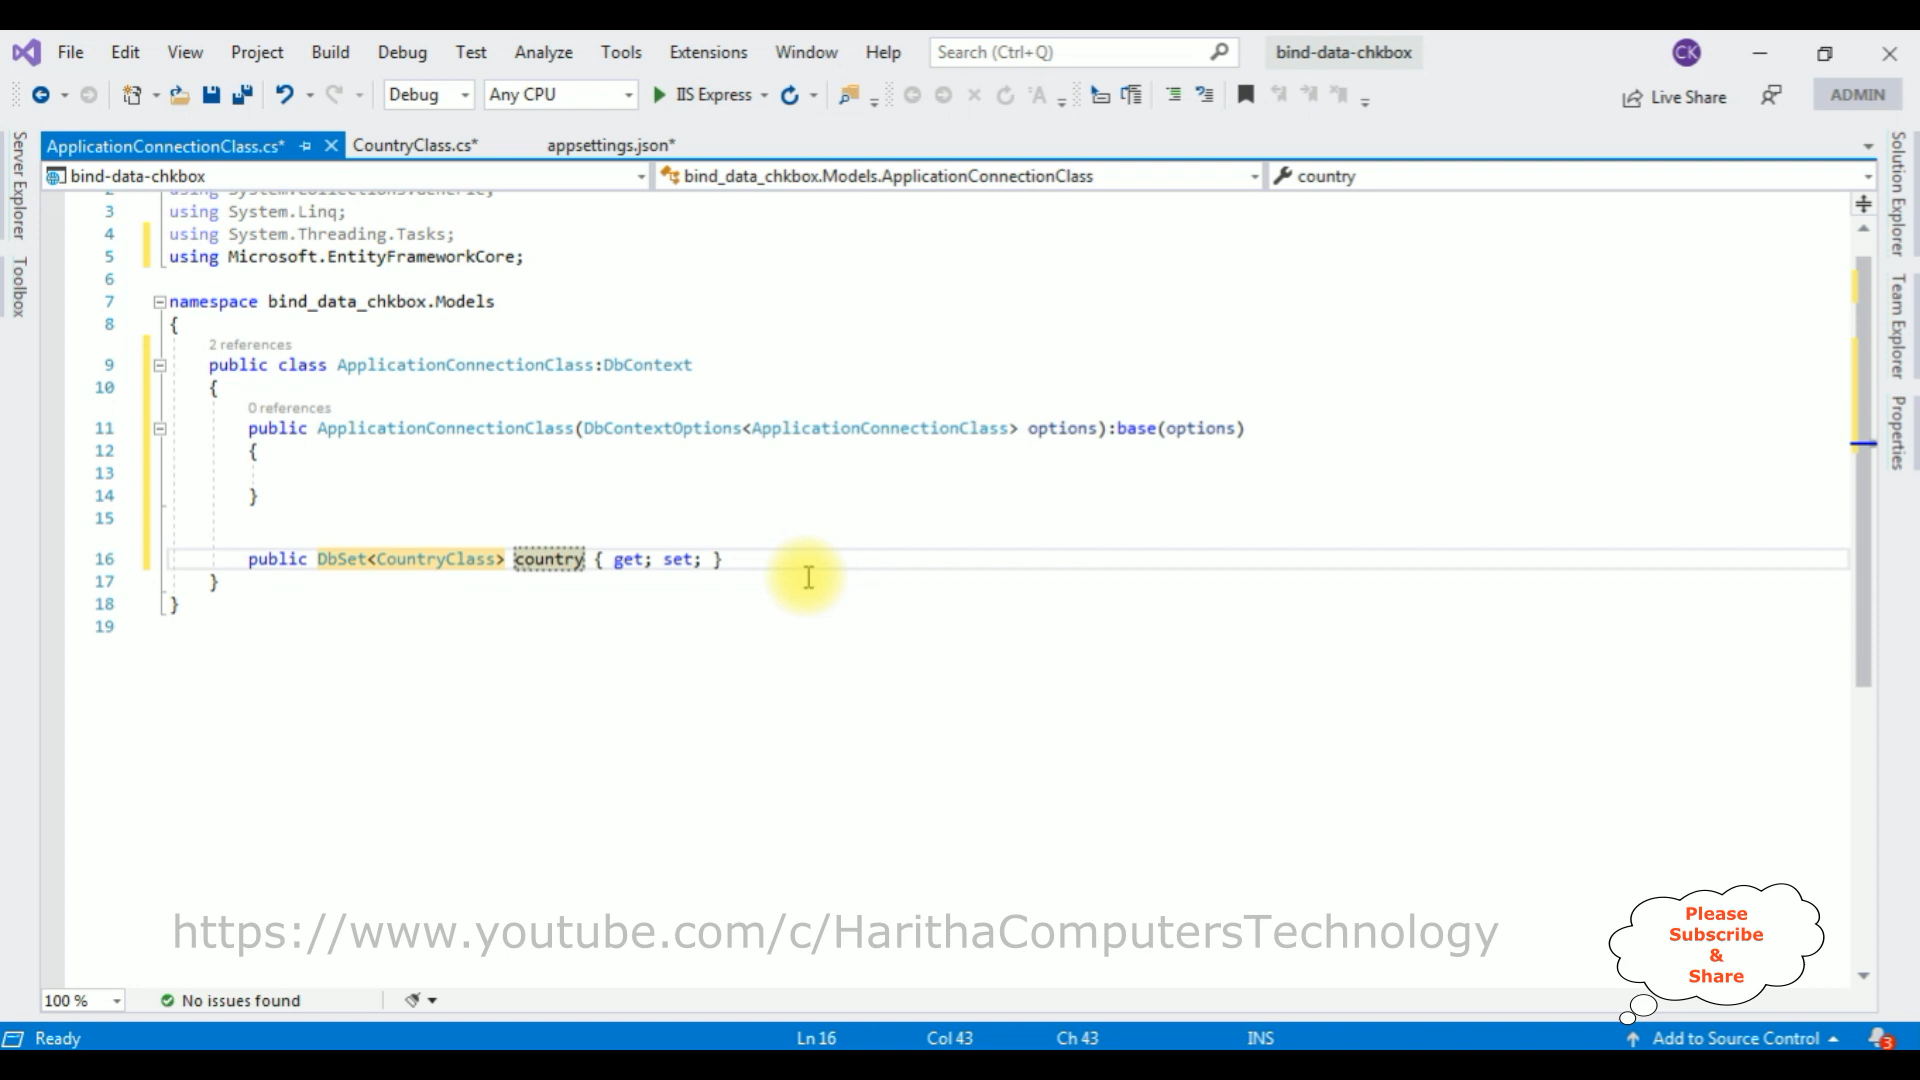 File Edit View Project Build Debug Test Analyze Tools Extensions Window Help Search (Ctrl+Q) bind-data-chkbox CK
Debug Any CPU IIS Express Live Share ADMIN
ApplicationConnectionClass.cs* CountryClass.cs* appsettings.json*
bind-data-chkbox bind_data_chkbox.Models.ApplicationConnectionClass country
Server Explorer
Toolbox
Solution Explorer
Team Explorer
Properties
2 using System.Collections.Generic;
3 using System.Linq;
4 using System.Threading.Tasks;
5 using Microsoft.EntityFrameworkCore;
6
7 namespace bind_data_chkbox.Models
8 {
2 references
9 public class ApplicationConnectionClass:DbContext
10 {
0 references
11 public ApplicationConnectionClass(DbContextOptions<ApplicationConnectionClass> options):base(options)
12 {
13
14 }
15
16 public DbSet<CountryClass> country { get; set; }
17 }
18 }
19
https://www.youtube.com/c/HarithaComputersTechnology
Please
Subscribe
&
Share
100 % No issues found
Ready Ln 16 Col 43 Ch 43 INS Add to Source Control 3